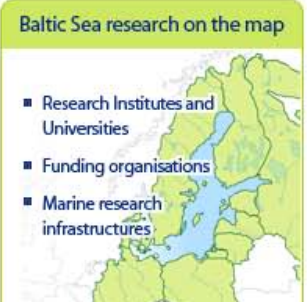 Baltic Sea research on the map
Research Institutes and
Universities
Funding organisations
Marine research
infrastructures